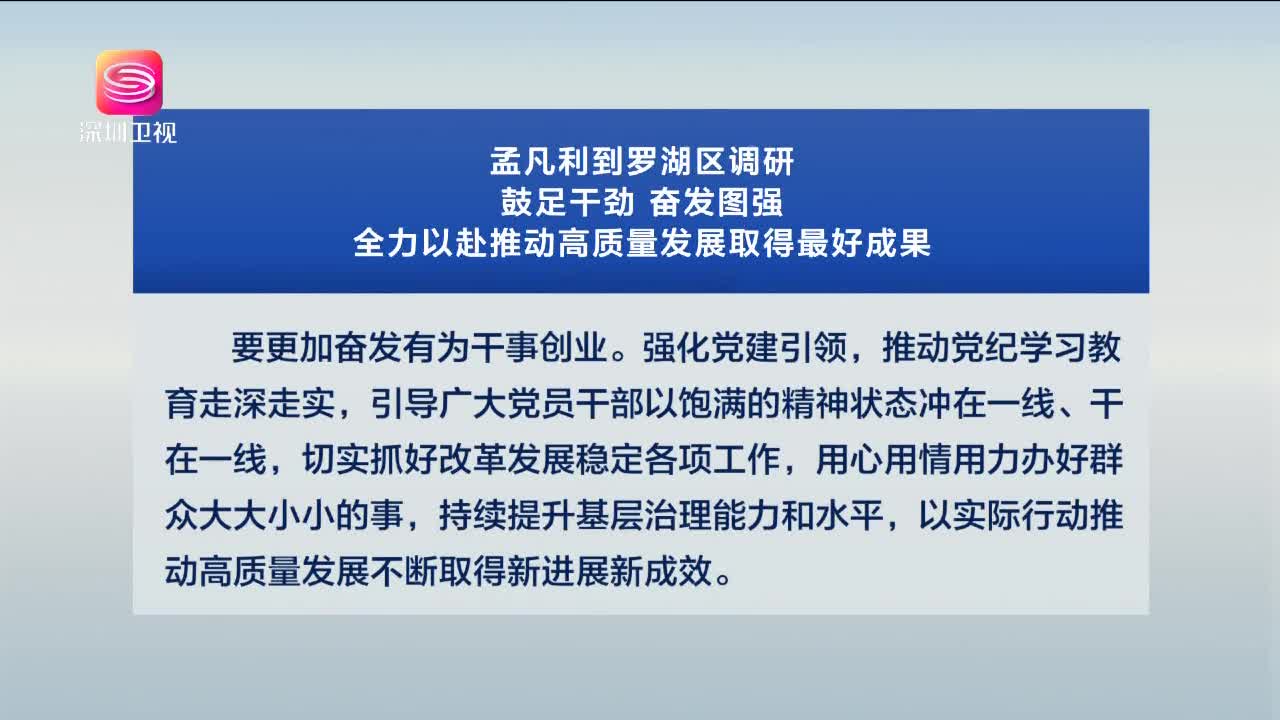 深圳卫视
孟凡利到罗湖区调研
鼓足干劲 奋发图强
全力以赴推动高质量发展取得最好成果
要更加奋发有为干事创业。强化党建引领，推动党纪学习教
育走深走实，引导广大党员干部以饱满的精神状态冲在一线、干
在一线，切实抓好改革发展稳定各项工作，用心用情用力办好群
众大大小小的事，持续提升基层治理能力和水平，以实际行动推
动高质量发展不断取得新进展新成效。